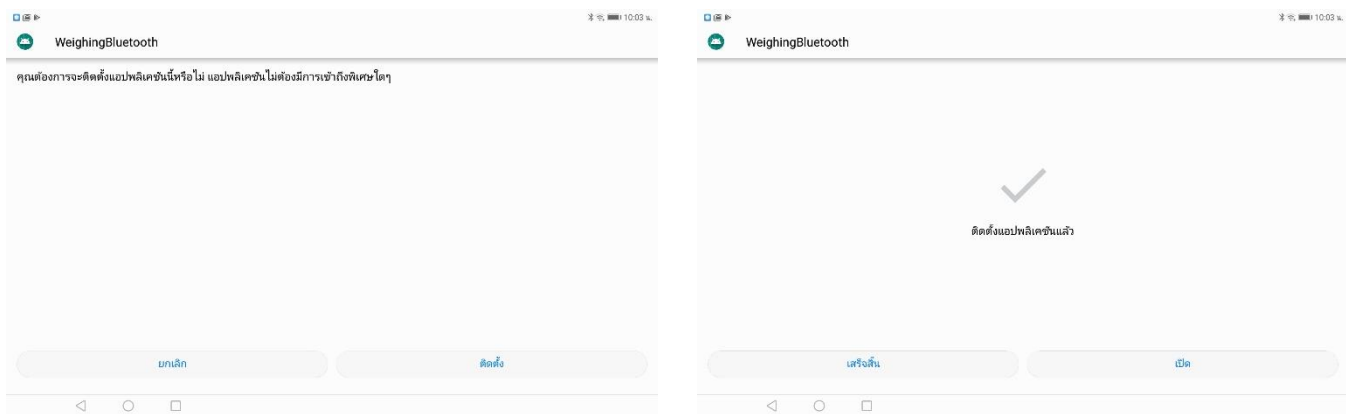 10:03 น.
WeighingBluetooth
คุณต้องการจะติดตั้งแอปพลิเคชันนี้หรือไม่ แอปพลิเคชันไม่ต้องมีการเข้าถึงพิเศษใดๆ
ยกเลิก
ติดตั้ง
10:03 น.
WeighingBluetooth
ติดตั้งแอปพลิเคชันแล้ว
เสร็จสิ้น
เปิด